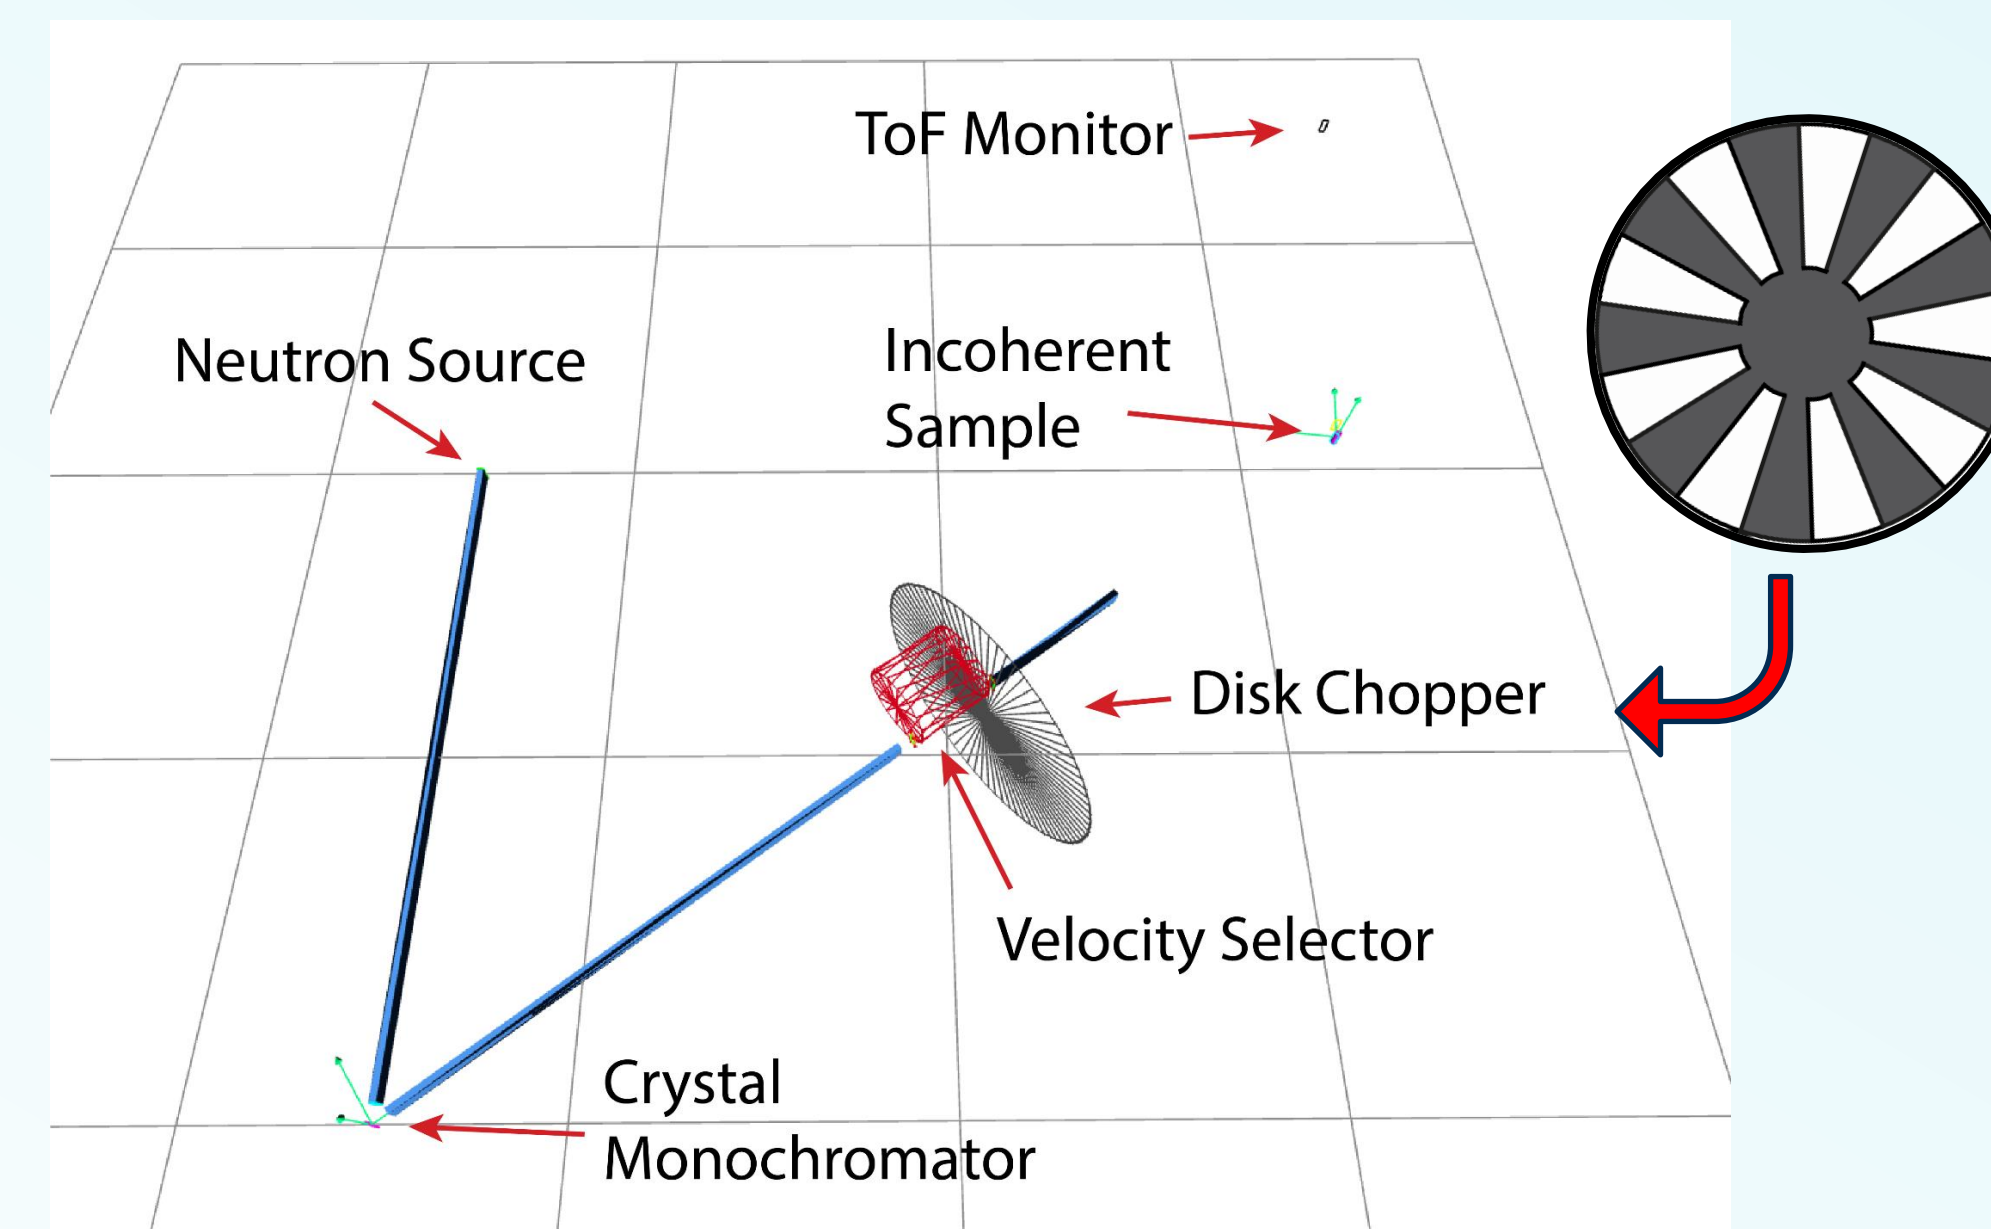 ToF Monitor
Neutron Source
Incoherent
Sample
Disk Chopper
Velocity Selector
Crystal
Monochromator